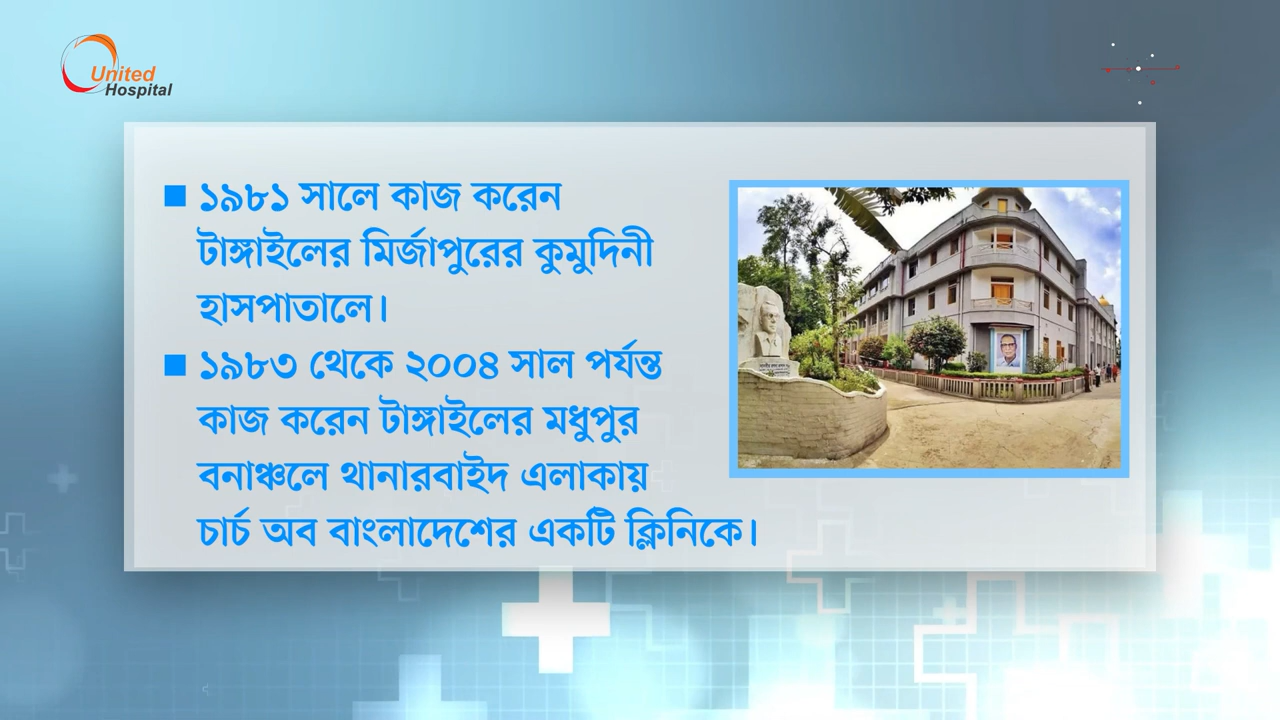 United
Hospital
■ ১৯৮১ সালে কাজ করেন
টাঙ্গাইলের মির্জাপুরের কুমুদিনী
হাসপাতালে।
■ ১৯৮৩ থেকে ২০০৪ সাল পর্যন্ত
কাজ করেন টাঙ্গাইলের মধুপুর
বনাঞ্চলে থানারবাইদ এলাকায়
চার্চ অব বাংলাদেশের একটি ক্লিনিকে।